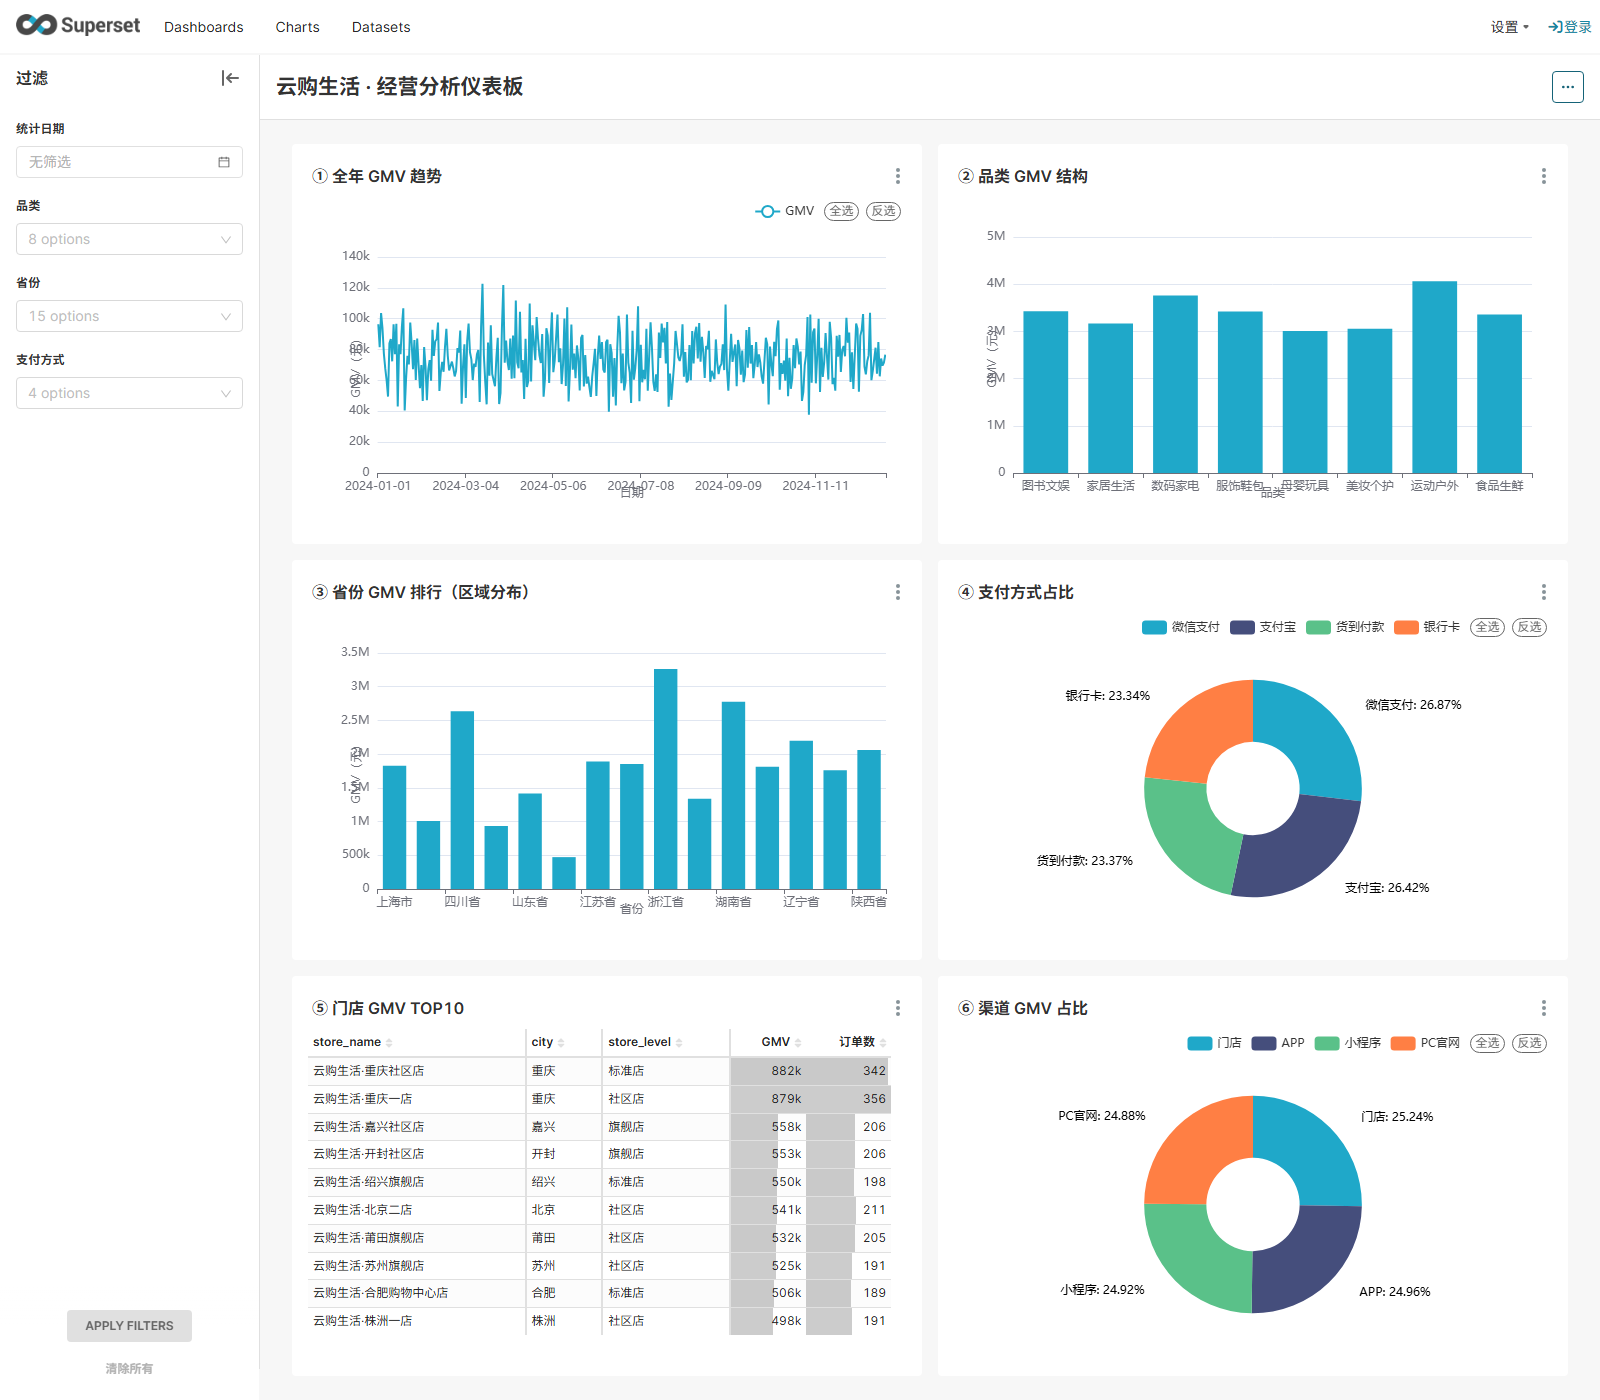 Superset
Dashboards
Charts
Datasets
设置
登录
过滤
统计日期
无筛选
品类
8 options
省份
15 options
支付方式
4 options
APPLY FILTERS
清除所有
云购生活 · 经营分析仪表板
① 全年 GMV 趋势
GMV 全选 反选
140k
120k
100k
80k
60k
40k
20k
0
GMV（元）
2024-01-01 2024-03-04 2024-05-06 2024-07-08 2024-09-09 2024-11-11
日期
② 品类 GMV 结构
5M
4M
3M
2M
1M
0
GMV（元）
图书文娱 家居生活 数码家电 服饰鞋包 母婴玩具 美妆个护 运动户外 食品生鲜
品类
③ 省份 GMV 排行（区域分布）
3.5M
3M
2.5M
2M
1.5M
1M
500k
0
GMV（元）
上海市 四川省 山东省 江苏省 浙江省 湖南省 辽宁省 陕西省
省份
④ 支付方式占比
微信支付 支付宝 货到付款 银行卡 全选 反选
银行卡: 23.34%
微信支付: 26.87%
货到付款: 23.37%
支付宝: 26.42%
⑤ 门店 GMV TOP10
store_name city store_level GMV 订单数
云购生活·重庆社区店 重庆 标准店 882k 342
云购生活·重庆一店 重庆 社区店 879k 356
云购生活·嘉兴社区店 嘉兴 旗舰店 558k 206
云购生活·开封社区店 开封 旗舰店 553k 206
云购生活·绍兴旗舰店 绍兴 标准店 550k 198
云购生活·北京二店 北京 社区店 541k 211
云购生活·莆田旗舰店 莆田 社区店 532k 205
云购生活·苏州旗舰店 苏州 社区店 525k 191
云购生活·合肥购物中心店 合肥 标准店 506k 189
云购生活·株洲一店 株洲 社区店 498k 191
⑥ 渠道 GMV 占比
门店 APP 小程序 PC官网 全选 反选
PC官网: 24.88%
门店: 25.24%
小程序: 24.92%
APP: 24.96%